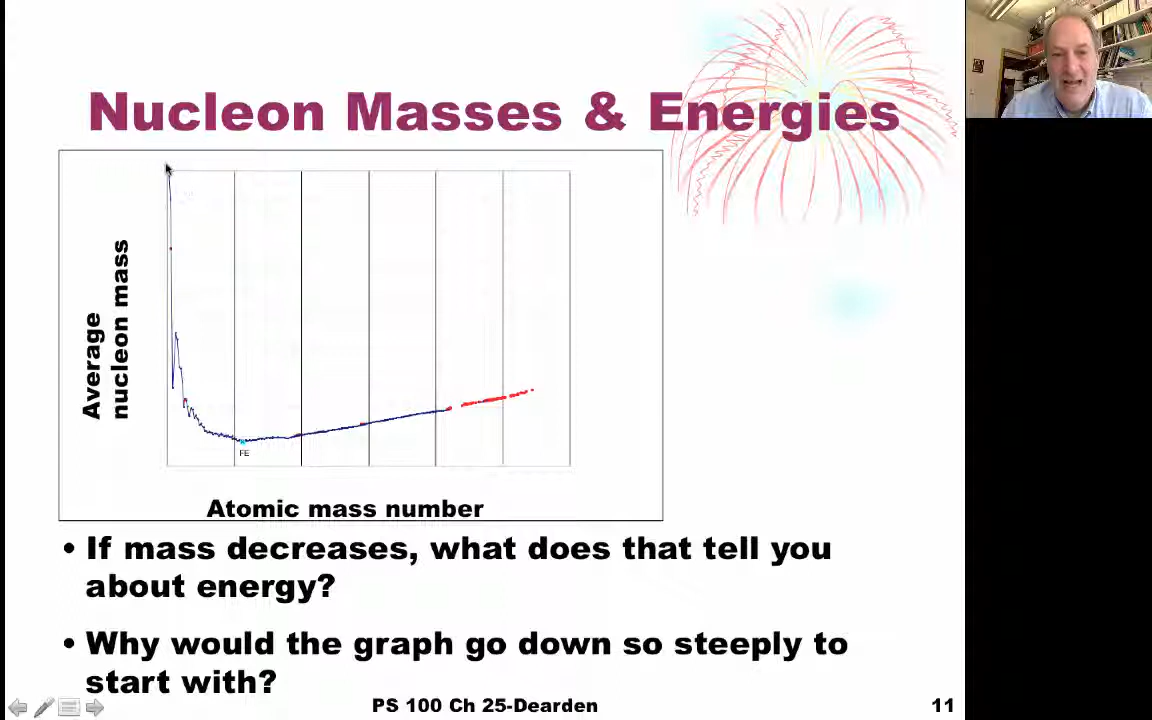 Nucleon Masses & Energies
Average
nucleon mass
FE
Atomic mass number
• If mass decreases, what does that tell you
about energy?
• Why would the graph go down so steeply to
start with?
PS 100 Ch 25-Dearden
11